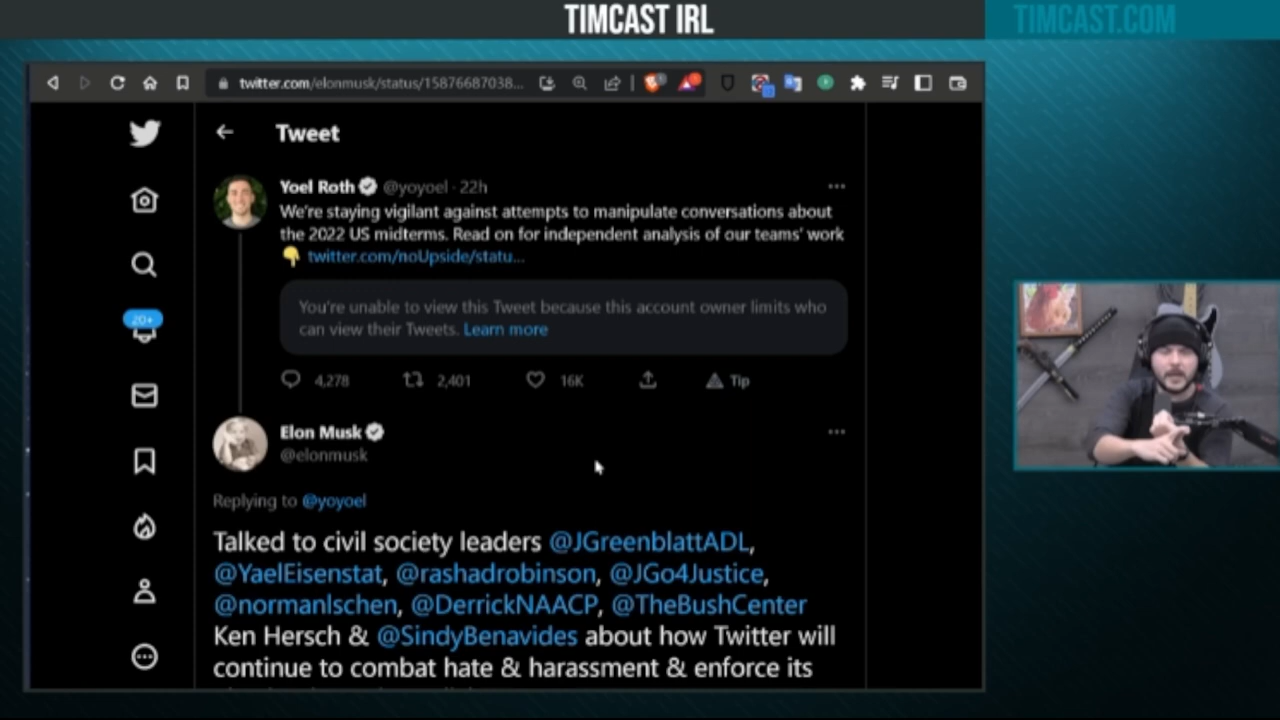 TIMCAST IRL
TIMCAST.COM
twitter.com/elonmusk/status/15876687038...
Tweet
Yoel Roth @yoyoel · 22h
We're staying vigilant against attempts to manipulate conversations about
the 2022 US midterms. Read on for independent analysis of our teams' work
👇 twitter.com/noUpside/statu...
You're unable to view this Tweet because this account owner limits who
can view their Tweets. Learn more
4,278 2,401 16K Tip
20+
Elon Musk
@elonmusk
Replying to @yoyoel
Talked to civil society leaders @JGreenblattADL,
@YaelEisenstat, @rashadrobinson, @JGo4Justice,
@normanlschen, @DerrickNAACP, @TheBushCenter
Ken Hersch & @SindyBenavides about how Twitter will
continue to combat hate & harassment & enforce its